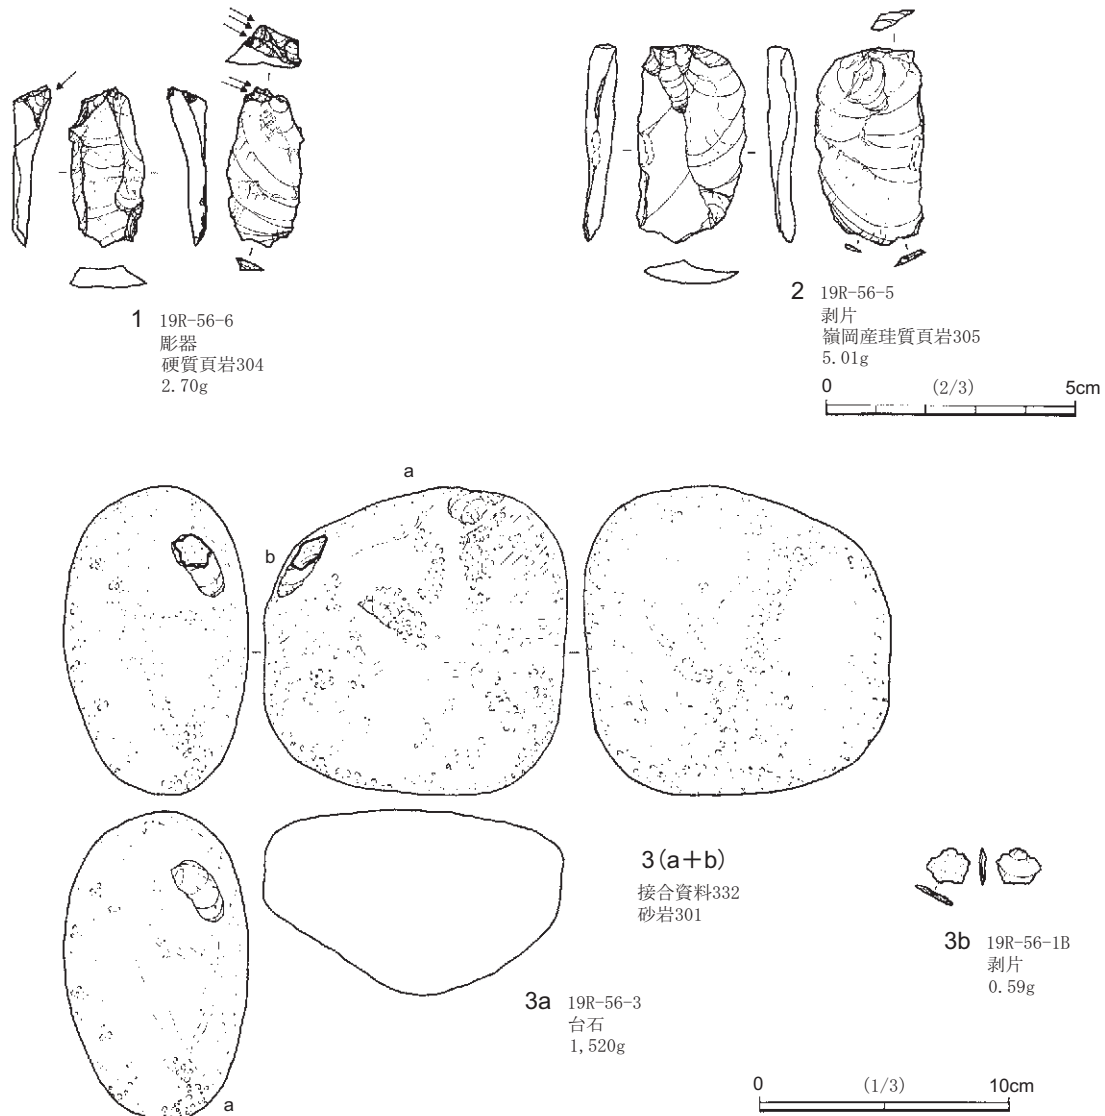 1 19R-56-6
彫器
硬質頁岩304
2.70g
2 19R-56-5
剥片
嶺岡産珪質頁岩305
5.01g
0 (2/3) 5cm
a
b
3(a+b)
接合資料332
砂岩301
3a 19R-56-3
台石
1,520g
3b 19R-56-1B
剥片
0.59g
a
0 (1/3) 10cm